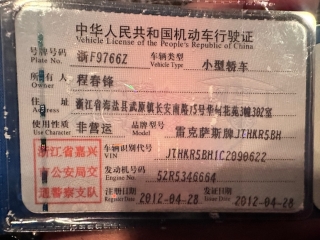 中华人民共和国机动车行驶证
Vehicle License of the People's Republic of China
号牌号码 浙F9766Z 车辆类型 小型轿车
Plate No. Vehicle Type
所有人 程春锋
Owner
住址 浙江省海盐县武原镇长安南路75号华虹花苑3幢302室
Address
使用性质 非营运 品牌型号 雷克萨斯牌JTHKR5BH
Use Character Model
浙江省嘉兴
市公安局交
通警察支队
车辆识别代号 JTHKR5BH1C2090622
VIN
发动机号码 5ZR5346664
Engine No.
注册日期 2012-04-28 发证日期 2012-04-28
Register Date Issue Date